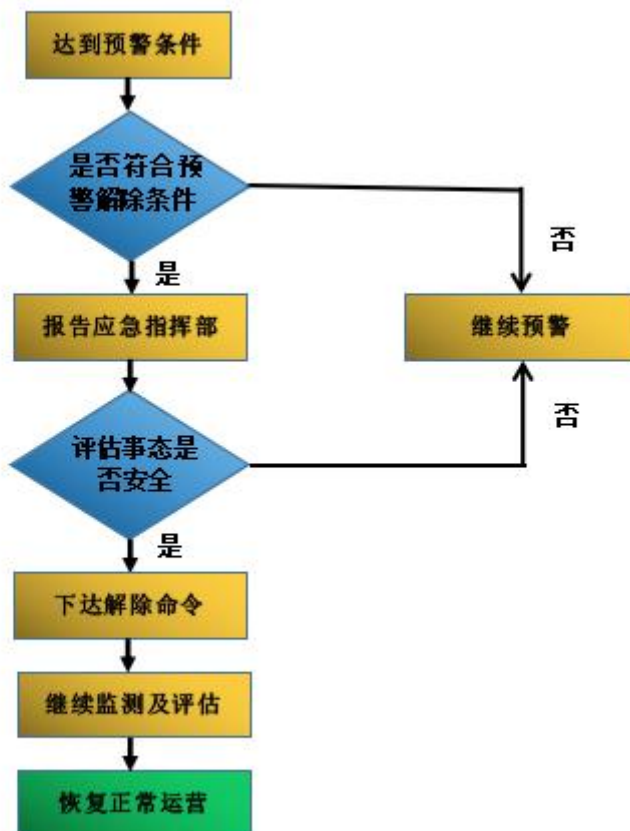 达到预警条件
是否符合预
警解除条件
否
是
报告应急指挥部
继续预警
否
评估事态是
否安全
是
下达解除命令
继续监测及评估
恢复正常运营